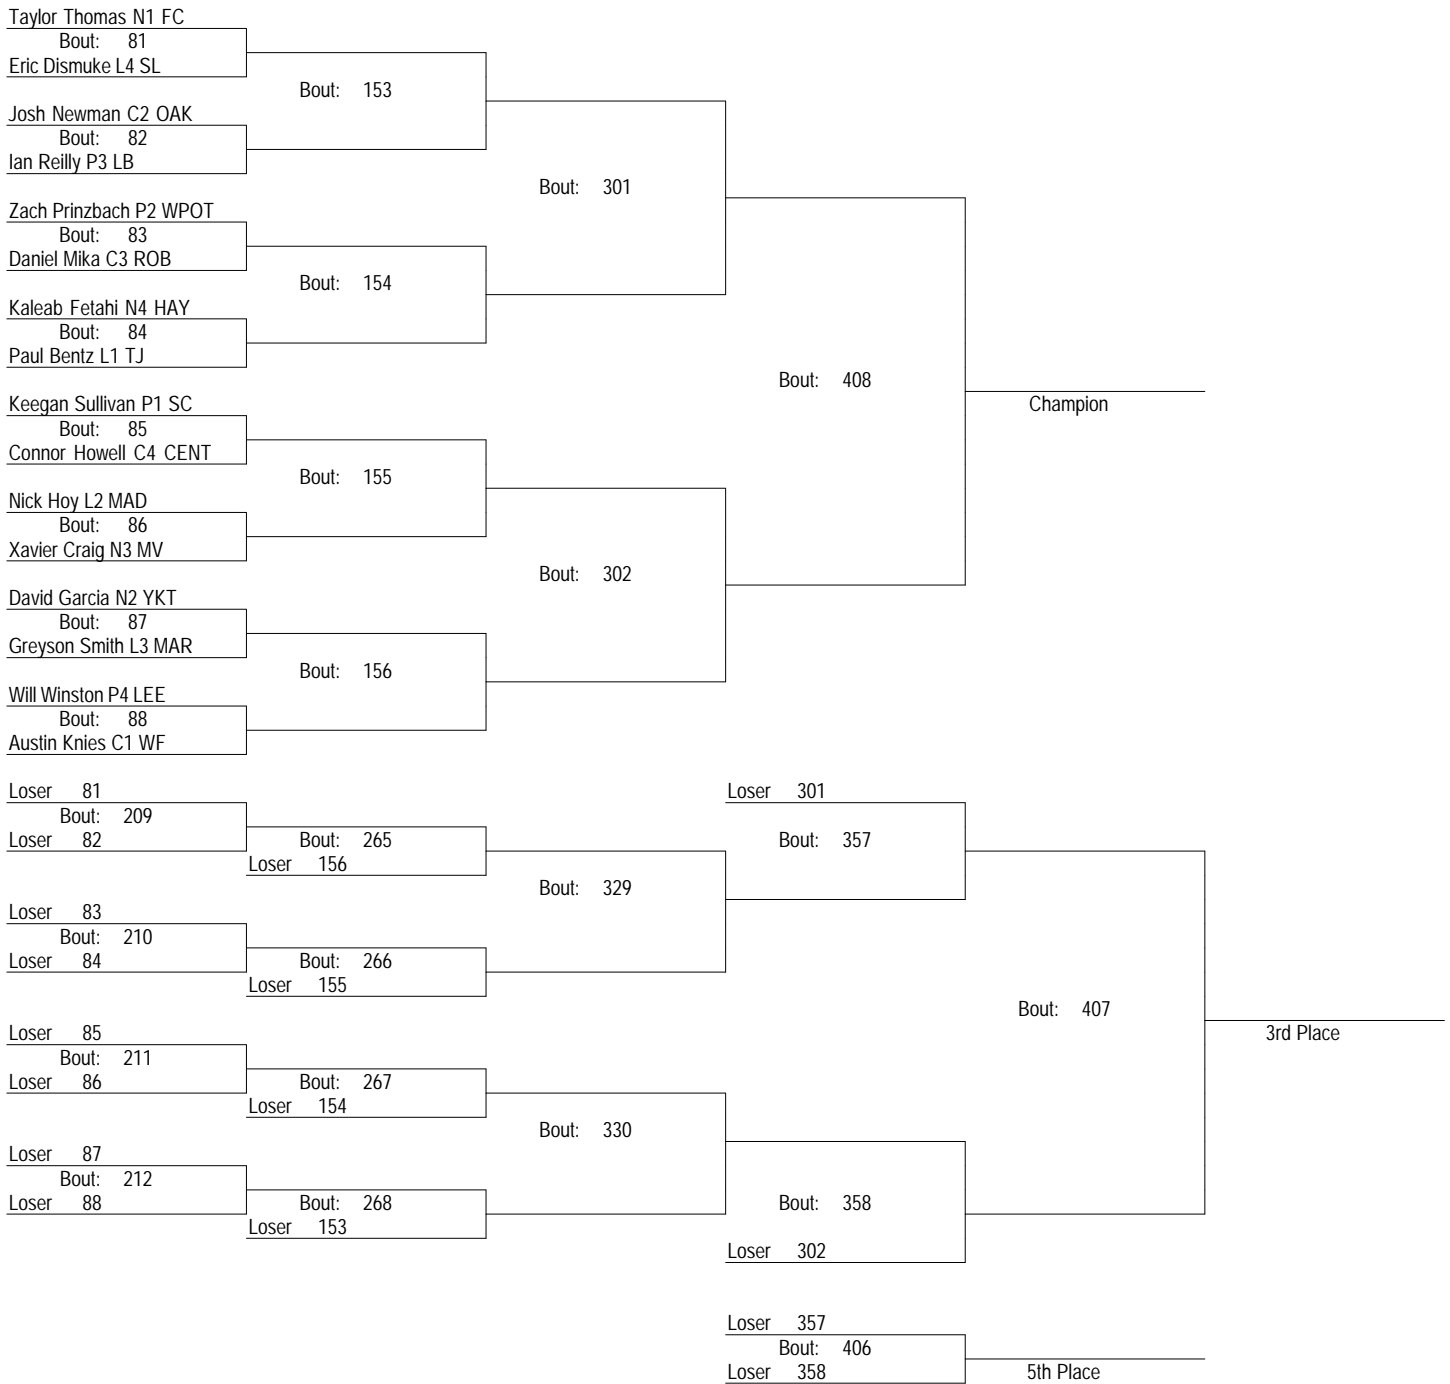 Taylor Thomas N1 FC
Bout: 81
Eric Dismuke L4 SL
Bout: 153
Josh Newman C2 OAK
Bout: 82
Ian Reilly P3 LB
Bout: 301
Zach Prinzbach P2 WPOT
Bout: 83
Daniel Mika C3 ROB
Bout: 154
Kaleab Fetahi N4 HAY
Bout: 84
Paul Bentz L1 TJ
Bout: 408
Champion
Keegan Sullivan P1 SC
Bout: 85
Connor Howell C4 CENT
Bout: 155
Nick Hoy L2 MAD
Bout: 86
Xavier Craig N3 MV
Bout: 302
David Garcia N2 YKT
Bout: 87
Greyson Smith L3 MAR
Bout: 156
Will Winston P4 LEE
Bout: 88
Austin Knies C1 WF
Loser 81
Bout: 209
Loser 82
Bout: 265
Loser 156
Bout: 329
Loser 301
Bout: 357
Loser 83
Bout: 210
Loser 84
Bout: 266
Loser 155
Bout: 407
3rd Place
Loser 85
Bout: 211
Loser 86
Bout: 267
Loser 154
Bout: 330
Loser 87
Bout: 212
Loser 88
Bout: 268
Loser 153
Bout: 358
Loser 302
Loser 357
Bout: 406
Loser 358
5th Place